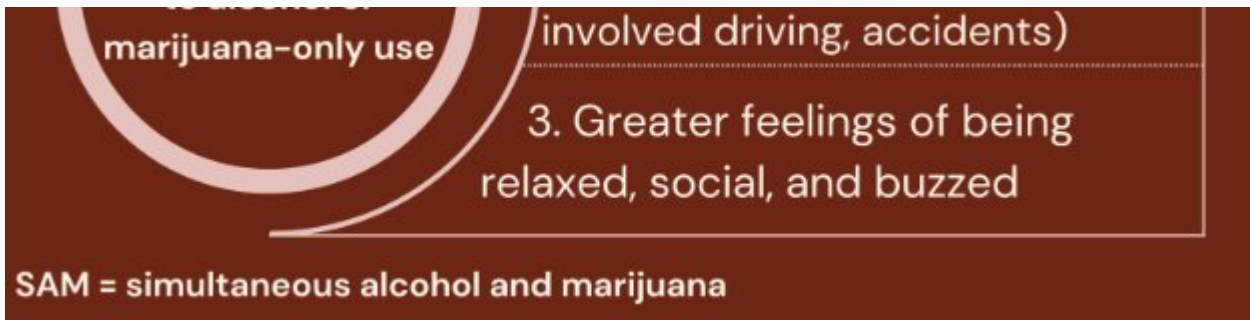 marijuana-only use
involved driving, accidents)
3. Greater feelings of being
relaxed, social, and buzzed
SAM = simultaneous alcohol and marijuana